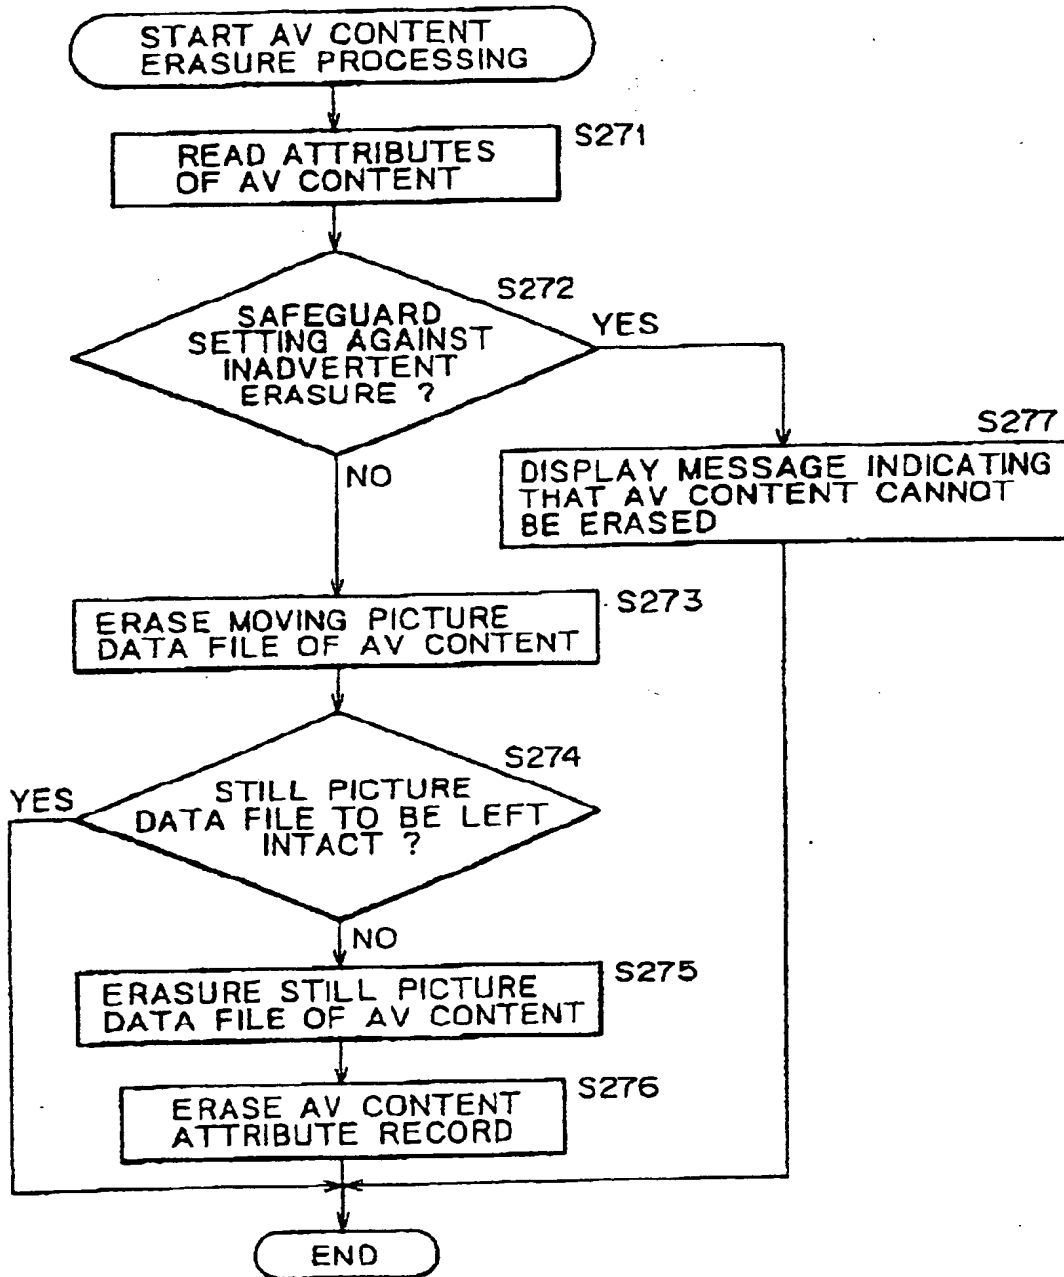 START AV CONTENT
ERASURE PROCESSING
S271
READ ATTRIBUTES
OF AV CONTENT
S272
SAFEGUARD
SETTING AGAINST
INADVERTENT
ERASURE ?
YES
NO
S277
DISPLAY MESSAGE INDICATING
THAT AV CONTENT CANNOT
BE ERASED
S273
ERASE MOVING PICTURE
DATA FILE OF AV CONTENT
S274
STILL PICTURE
DATA FILE TO BE LEFT
INTACT ?
YES
NO
S275
ERASURE STILL PICTURE
DATA FILE OF AV CONTENT
S276
ERASE AV CONTENT
ATTRIBUTE RECORD
END